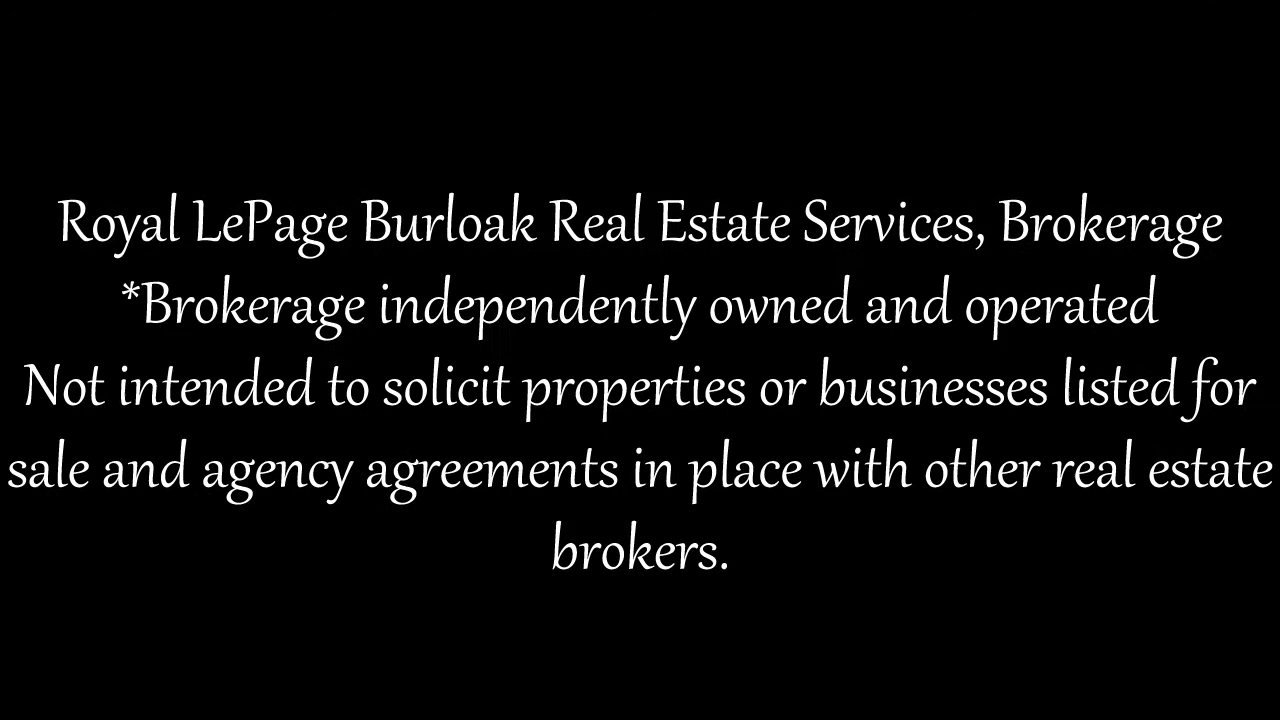 Royal LePage Burloak Real Estate Services, Brokerage
*Brokerage independently owned and operated
Not intended to solicit properties or businesses listed for
sale and agency agreements in place with other real estate
brokers.